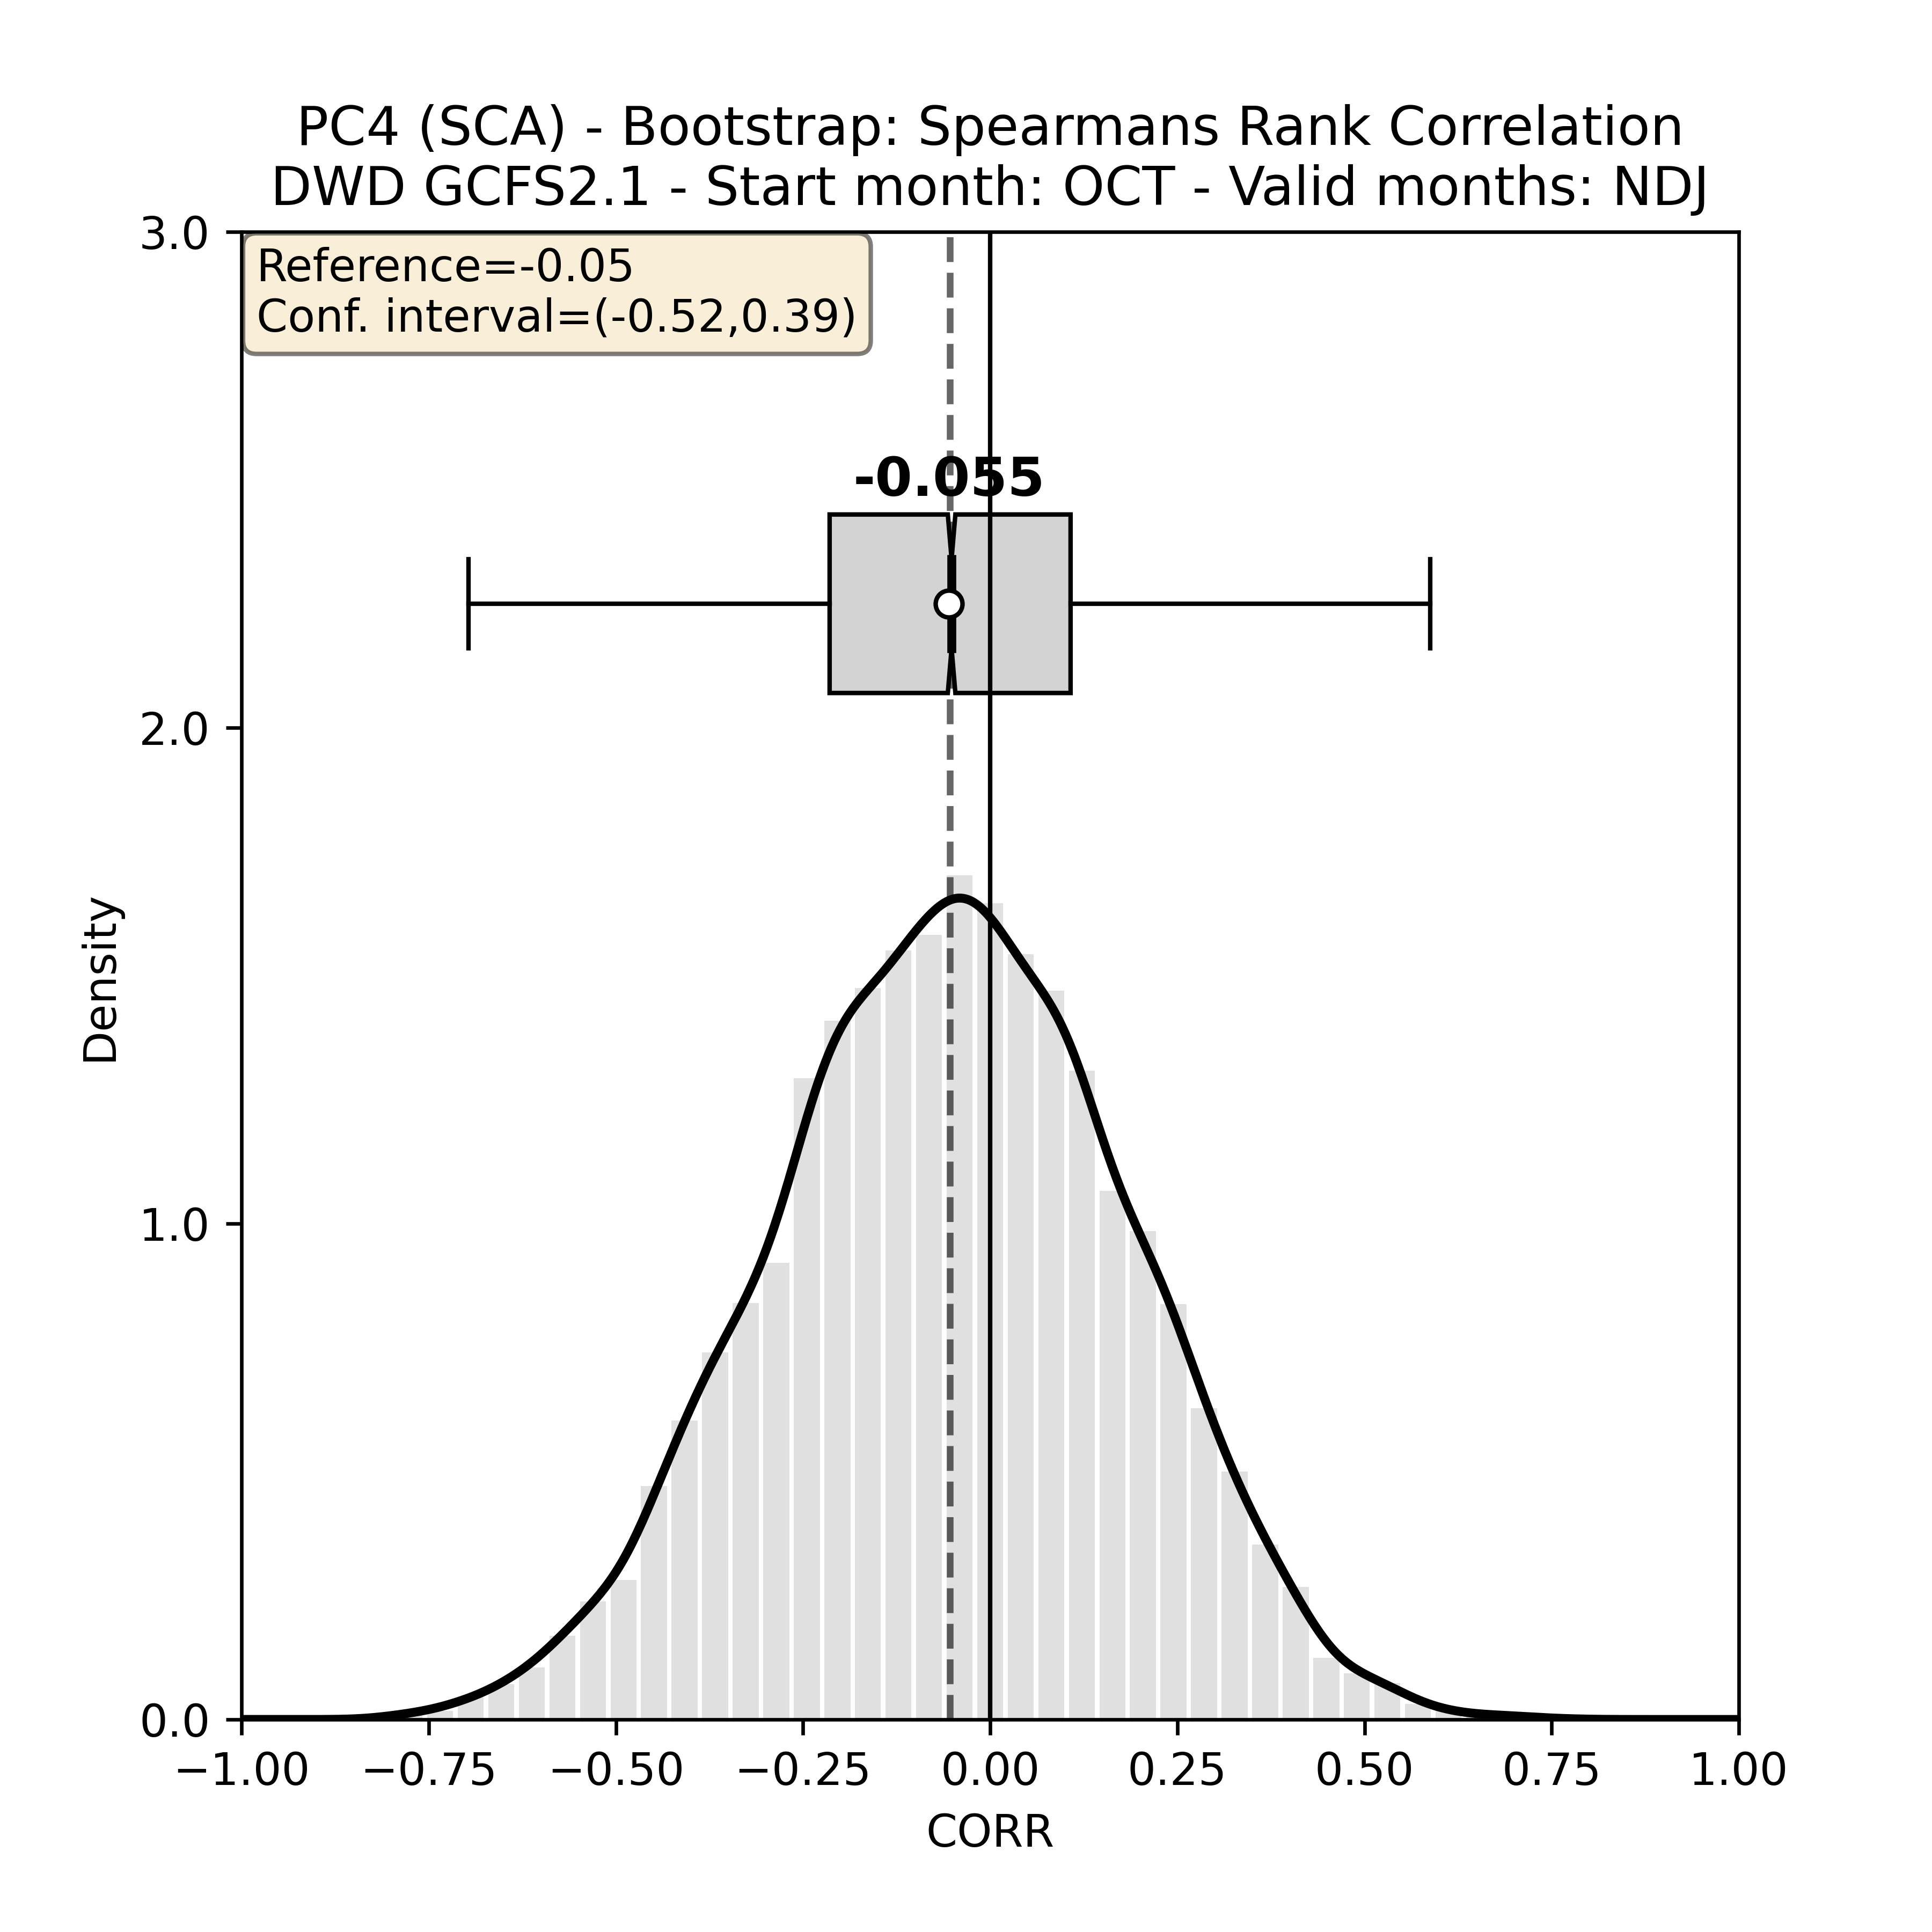 PC4 (SCA) - Bootstrap: Spearmans Rank Correlation
DWD GCFS2.1 - Start month: OCT - Valid months: NDJ
3.0
Reference=-0.05
Conf. interval=(-0.52,0.39)
-0.055
2.0
Density
1.0
0.0
−1.00 −0.75 −0.50 −0.25 0.00 0.25 0.50 0.75 1.00
CORR